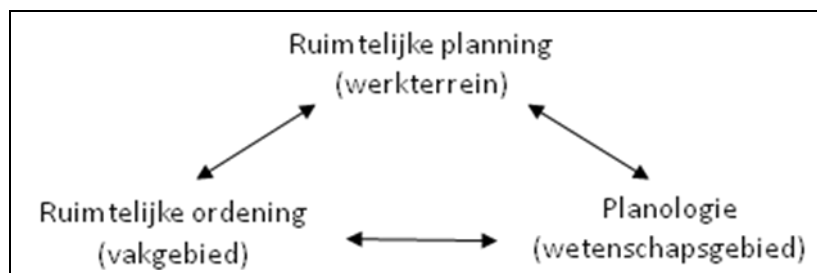 Ruimtelijke planning
(werkterrein)
Ruimtelijke ordening
(vakgebied)
Planologie
(wetenschapsgebied)